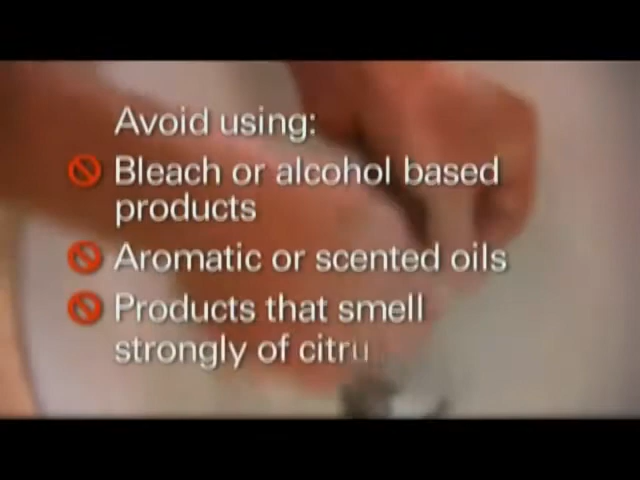 Avoid using:
Bleach or alcohol based
products
Aromatic or scented oils
Products that smell
strongly of citru